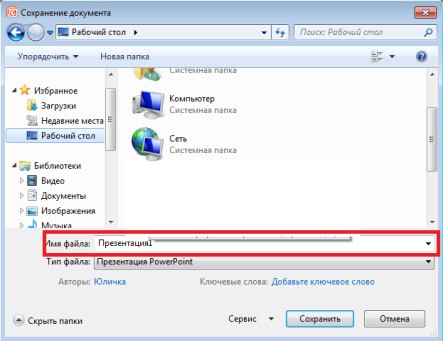 Сохранение документа
Рабочий стол
Поиск: Рабочий стол
Упорядочить
Новая папка
Избранное
Загрузки
Недавние места
Рабочий стол
Библиотеки
Видео
Документы
Изображения
Музыка
Системная папка
Компьютер
Системная папка
Сеть
Системная папка
Имя файла: Презентация1
Тип файла: Презентация PowerPoint
Авторы: Юличка
Ключевые слова: Добавьте ключевое слово
Скрыть папки
Сервис
Сохранить
Отмена